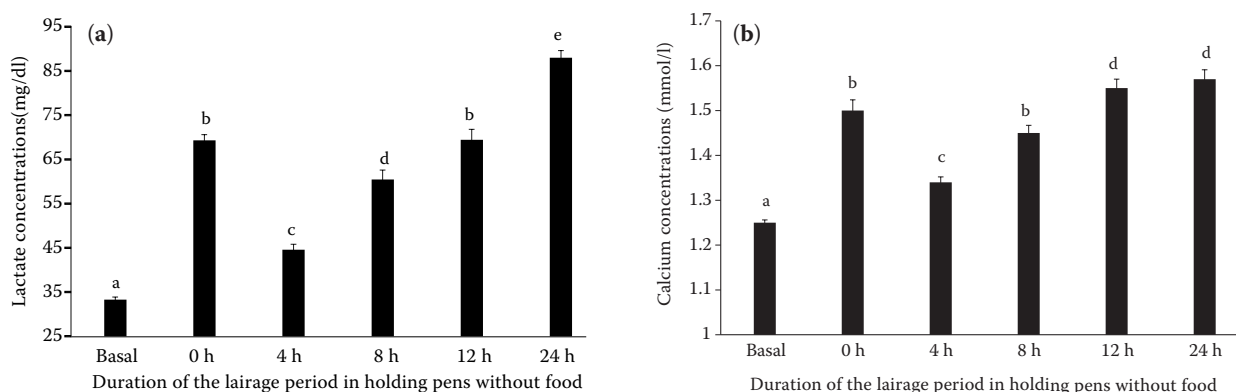 (a)
Lactate concentrations(mg/dl)
95
85
75
65
55
45
35
25
a
b
c
d
b
e
Basal 0 h 4 h 8 h 12 h 24 h
Duration of the lairage period in holding pens without food
(b)
Calcium concentrations (mmol/l)
1.7
1.6
1.5
1.4
1.3
1.2
1.1
1
a
b
c
b
d
d
Basal 0 h 4 h 8 h 12 h 24 h
Duration of the lairage period in holding pens without food